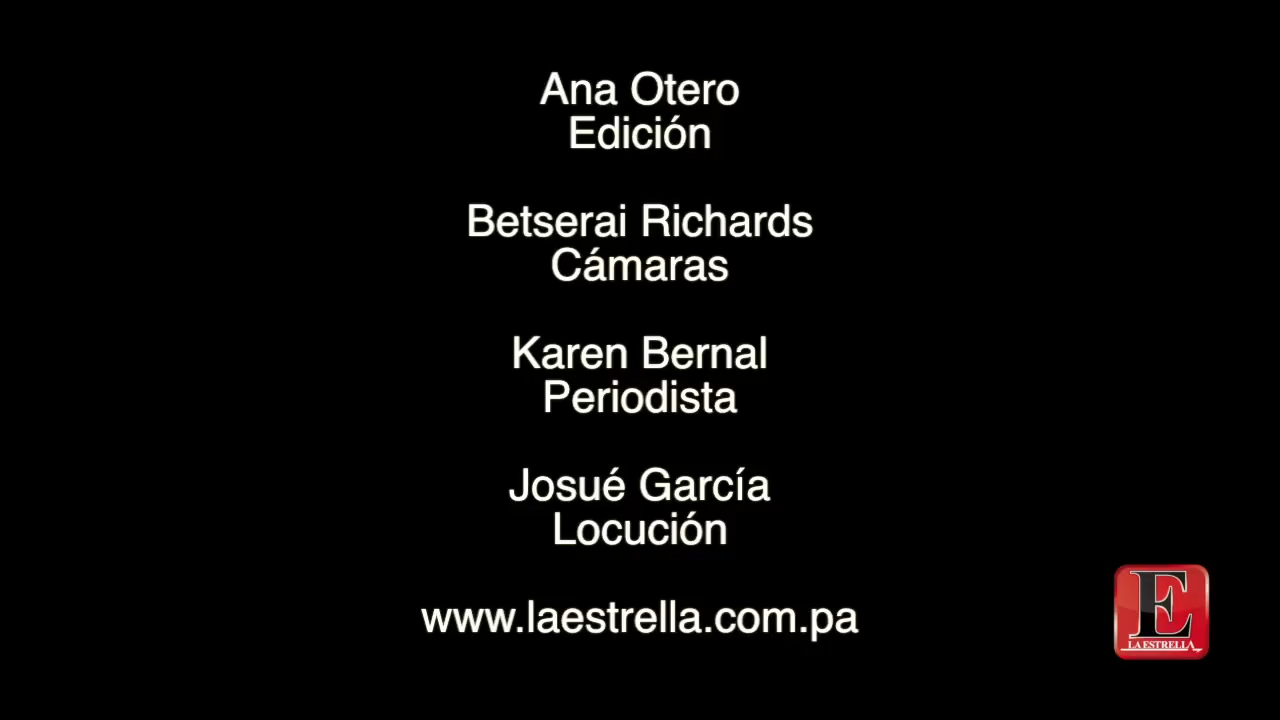 Ana Otero
Edición
Betserai Richards
Cámaras
Karen Bernal
Periodista
Josué García
Locución
www.laestrella.com.pa
E
LA ESTRELLA